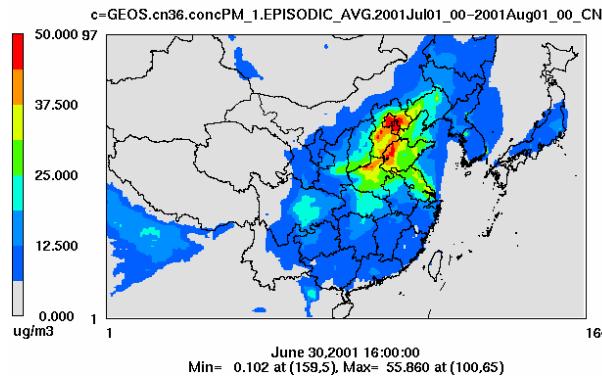 c=GEOS.cn36.concPM_1.EPISODIC_AVG.2001Jul01_00-2001Aug01_00_CN
50.000
97
37.500
25.000
12.500
0.000
1
ug/m3
1
16
June 30,2001 16:00:00
Min= 0.102 at (159,5), Max= 55.860 at (100,65)